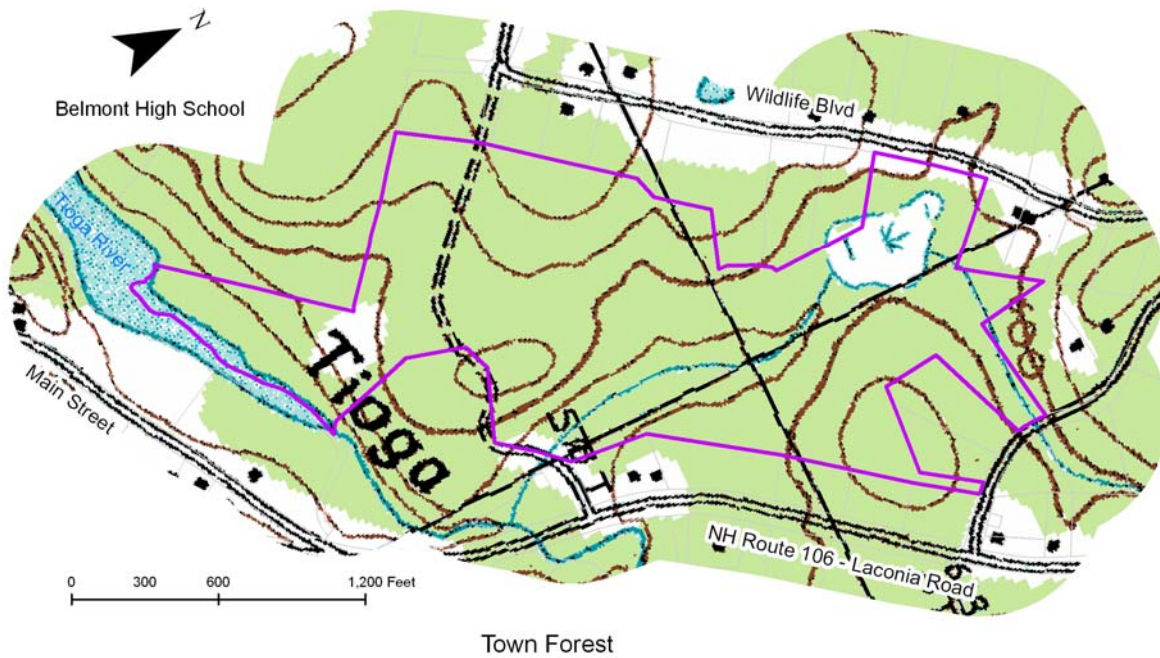 N
Belmont High School
Wildlife Blvd
Tioga River
Main Street
Tioga
NH Route 106 - Laconia Road
0 300 600 1,200 Feet
Town Forest